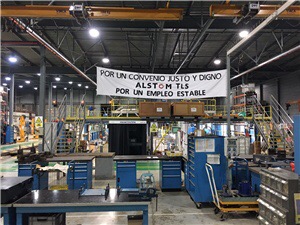 POR UN CONVENIO JUSTO Y DIGNO
ALSTOM TLS
POR UN EMPLEO ESTABLE